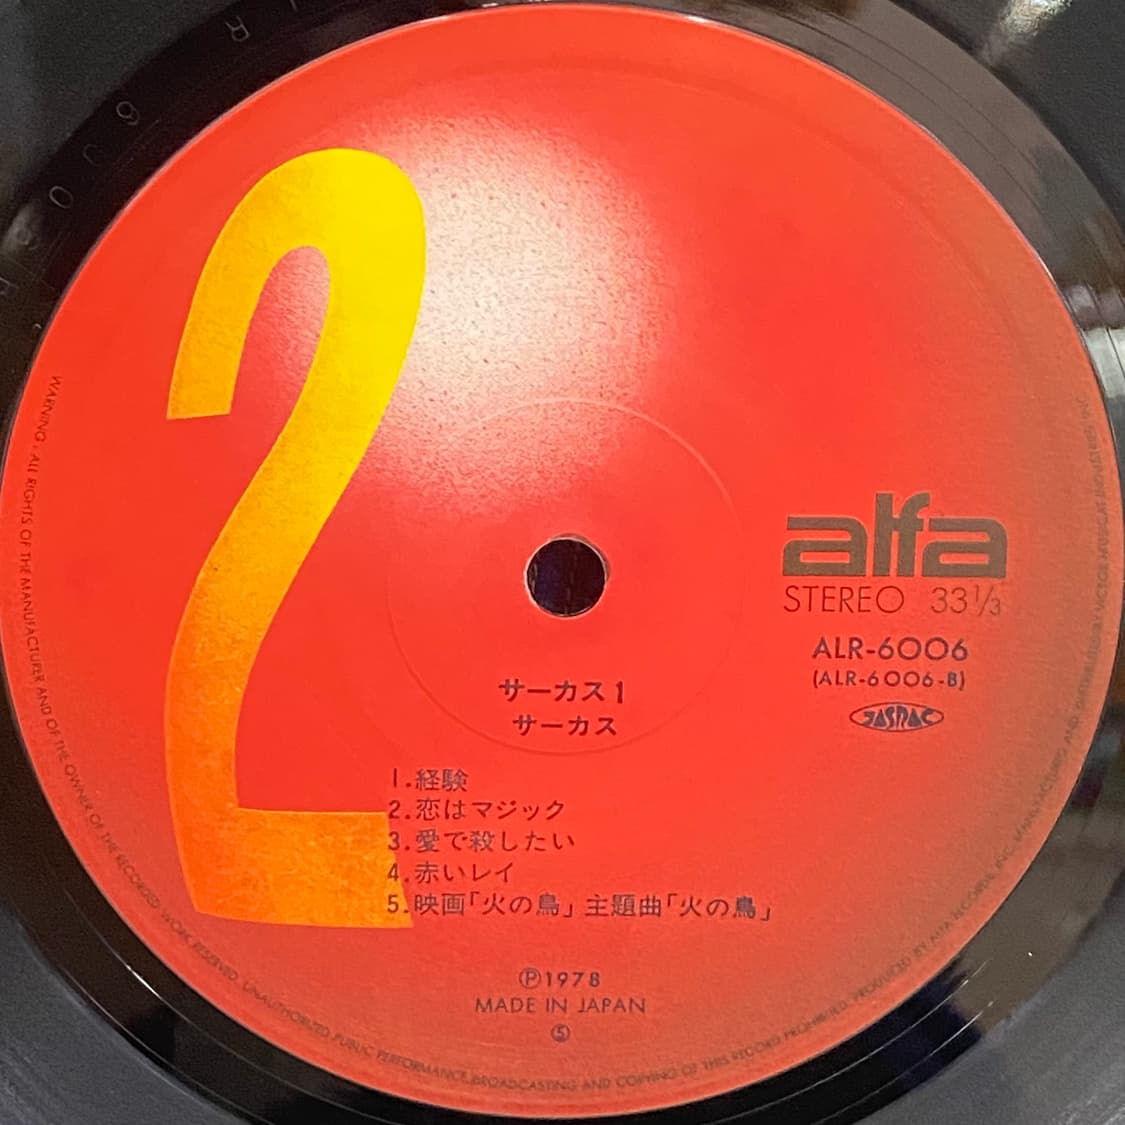 2
alfa
STEREO 33 1/3
ALR-6006
(ALR-6006-B)
JASRAC
サーカス1
サーカス
1.経験
2.恋はマジック
3.愛で殺したい
4.赤いレイ
5.映画「火の鳥」主題曲「火の鳥」
Ⓟ1978
MADE IN JAPAN
Ⓢ
WARNING: ALL RIGHTS OF THE MANUFACTURER AND OF THE OWNER OF THE RECORDED WORK RESERVED. UNAUTHORIZED PUBLIC PERFORMANCE, BROADCASTING AND COPYING OF THIS RECORD PROHIBITED. PRODUCED BY ALFA RECORDS, INC. MANUFACTURED AND DISTRIBUTED BY VICTOR MUSICAL INDUSTRIES, INC.